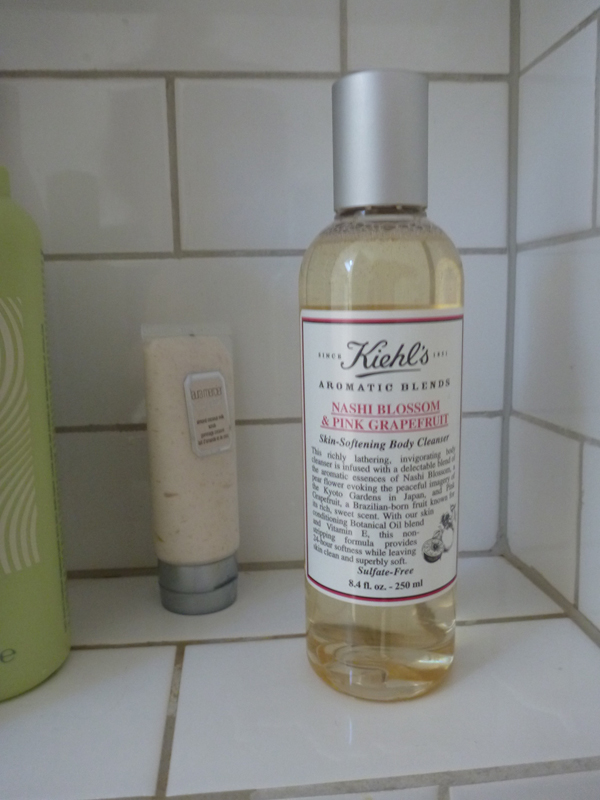 SINCE Kiehl's 1851
AROMATIC BLENDS
NASHI BLOSSOM
& PINK GRAPEFRUIT
Skin-Softening Body Cleanser
This richly lathering, invigorating body
cleanser is infused with a delectable blend of
the aromatic essences of Nashi Blossom, a
pear flower evoking the peaceful imagery of
the Kyoto Gardens in Japan, and Pink
Grapefruit, a Brazilian-born fruit known for
its rich, sweet scent. With our skin
conditioning Botanical Oil blend
and Vitamin E, this non-
stripping formula provides
24-hour softness while leaving
skin clean and superbly soft.
Sulfate-Free
8.4 fl. oz. - 250 ml
e